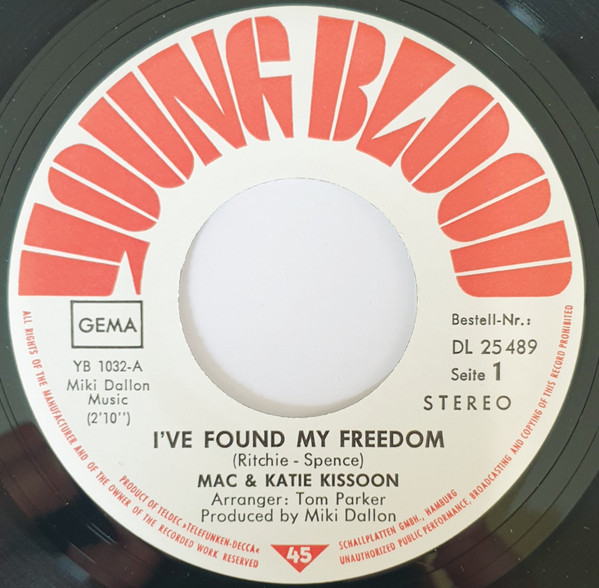 YOUNG BLOOD
GEMA
YB 1032-A
Miki Dallon
Music
(2'10")
Bestell-Nr.:
DL 25 489
Seite 1
STEREO
I'VE FOUND MY FREEDOM
(Ritchie - Spence)
MAC & KATIE KISSOON
Arranger: Tom Parker
Produced by Miki Dallon
45
ALL RIGHTS OF THE MANUFACTURER AND OF THE OWNER OF THE RECORDED WORK RESERVED
PRODUCT OF TELDEC »TELEFUNKEN-DECCA«
SCHALLPLATTEN GMBH., HAMBURG
UNAUTHORIZED PUBLIC PERFORMANCE, BROADCASTING AND COPYING OF THIS RECORD PROHIBITED